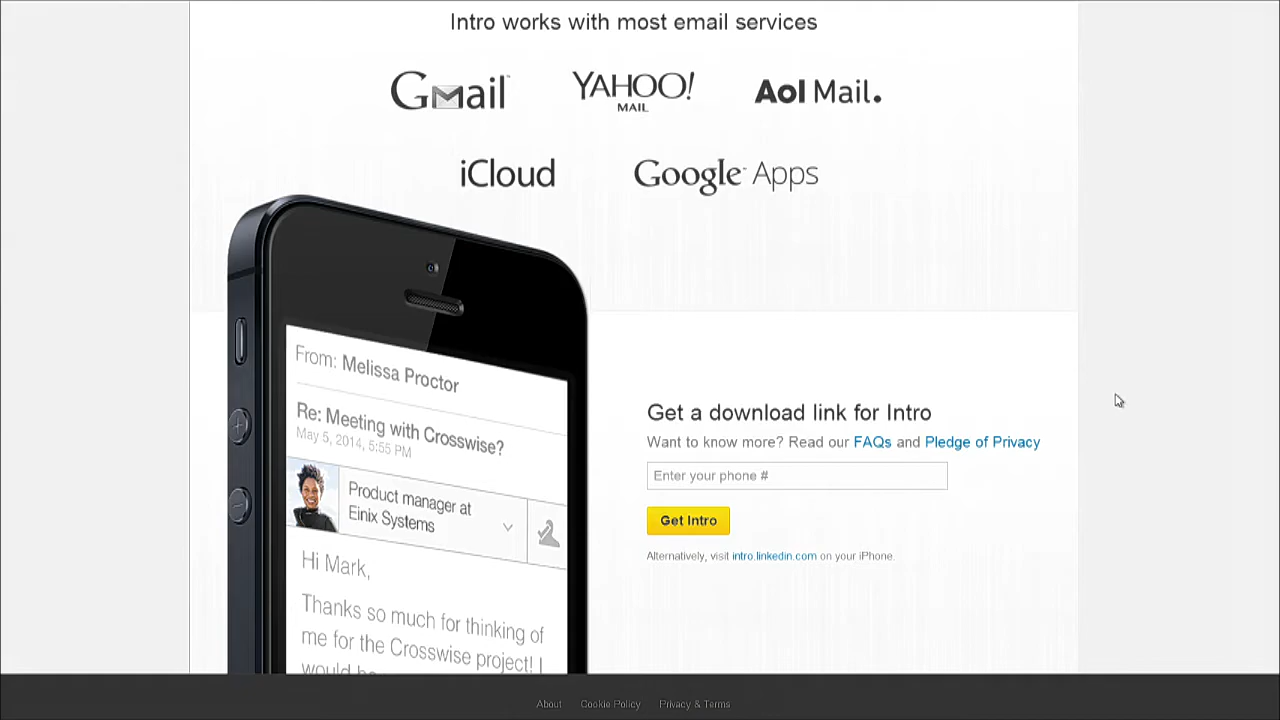 Intro works with most email services
Gmail™
YAHOO!
MAIL
Aol Mail.
iCloud
Google™ Apps
From: Melissa Proctor
Re: Meeting with Crosswise?
May 5, 2014, 5:55 PM
Product manager at
Einix Systems
Hi Mark,
Thanks so much for thinking of
me for the Crosswise project! I
Get a download link for Intro
Want to know more? Read our FAQs and Pledge of Privacy
Enter your phone #
Get Intro
Alternatively, visit intro.linkedin.com on your iPhone.
About Cookie Policy Privacy & Terms